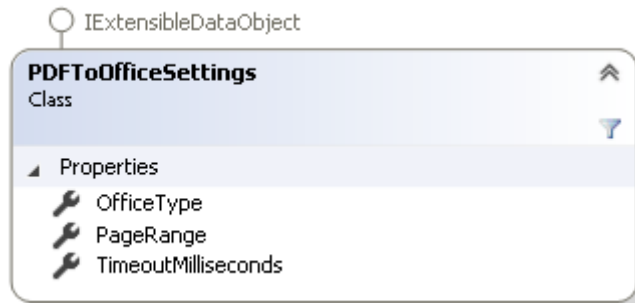 IExtensibleDataObject
PDFToOfficeSettings
Class
Properties
OfficeType
PageRange
TimeoutMilliseconds